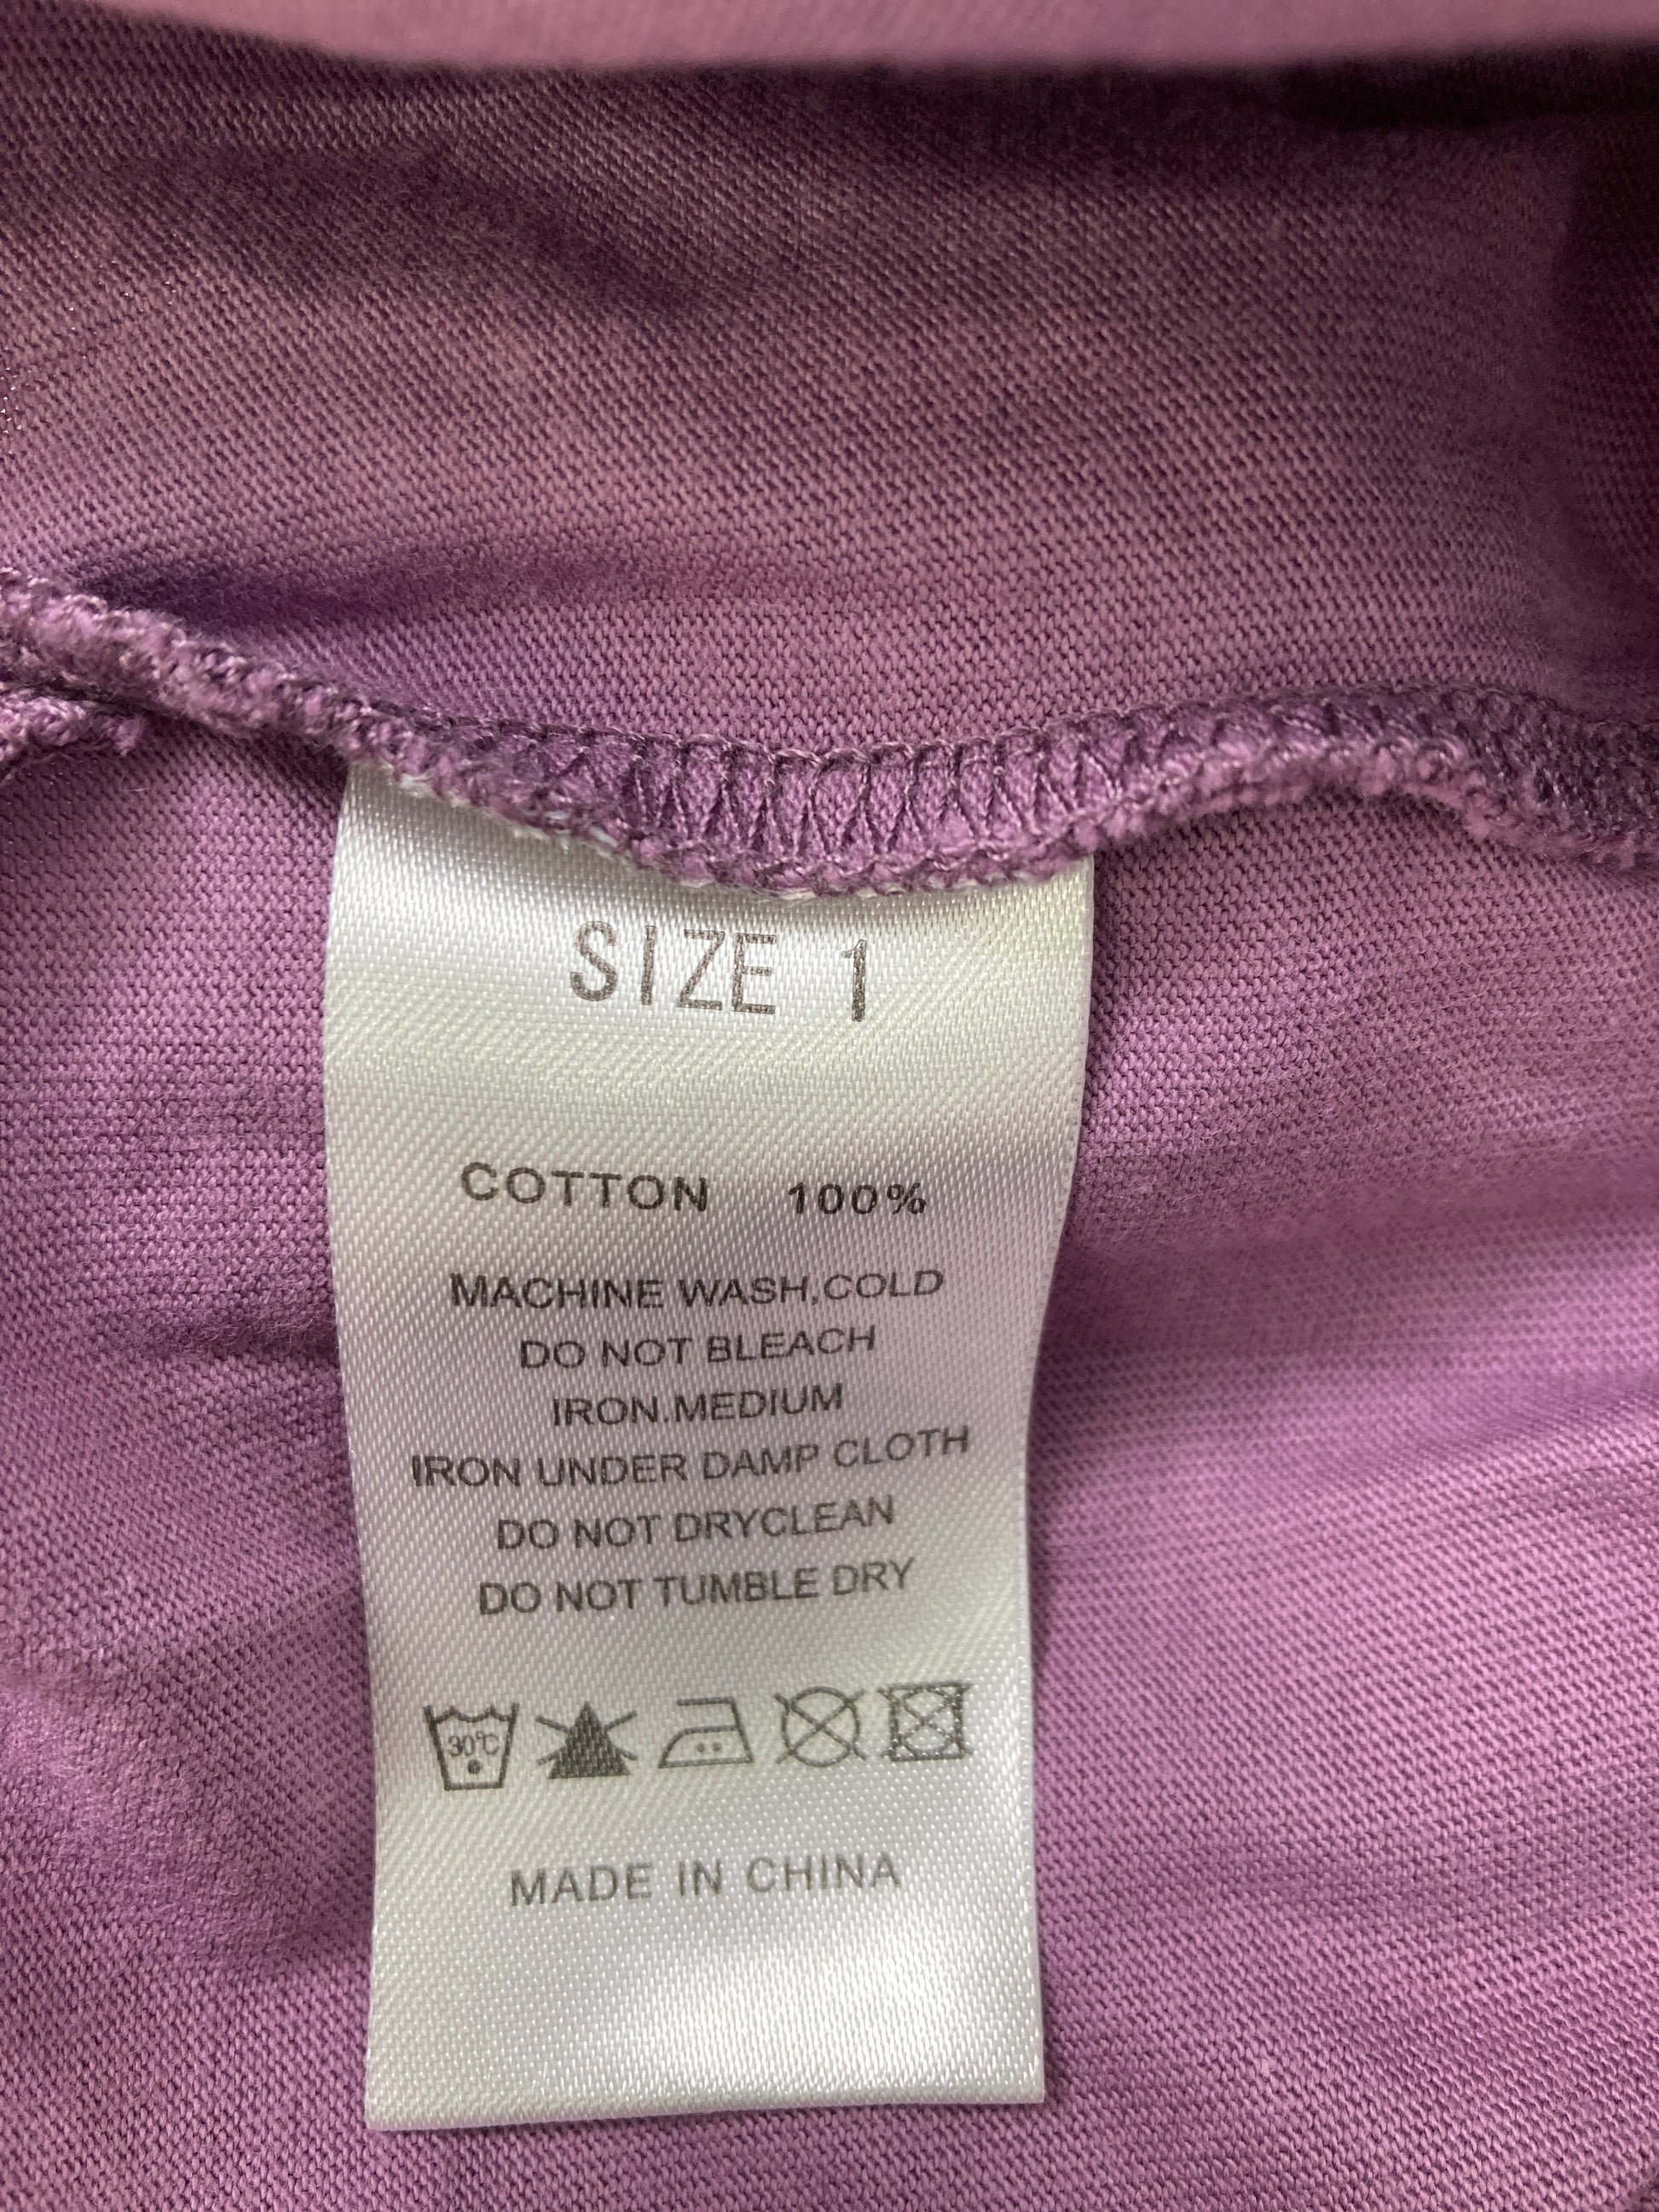 SIZE 1
COTTON 100%
MACHINE WASH,COLD
DO NOT BLEACH
IRON.MEDIUM
IRON UNDER DAMP CLOTH
DO NOT DRYCLEAN
DO NOT TUMBLE DRY
30℃
MADE IN CHINA